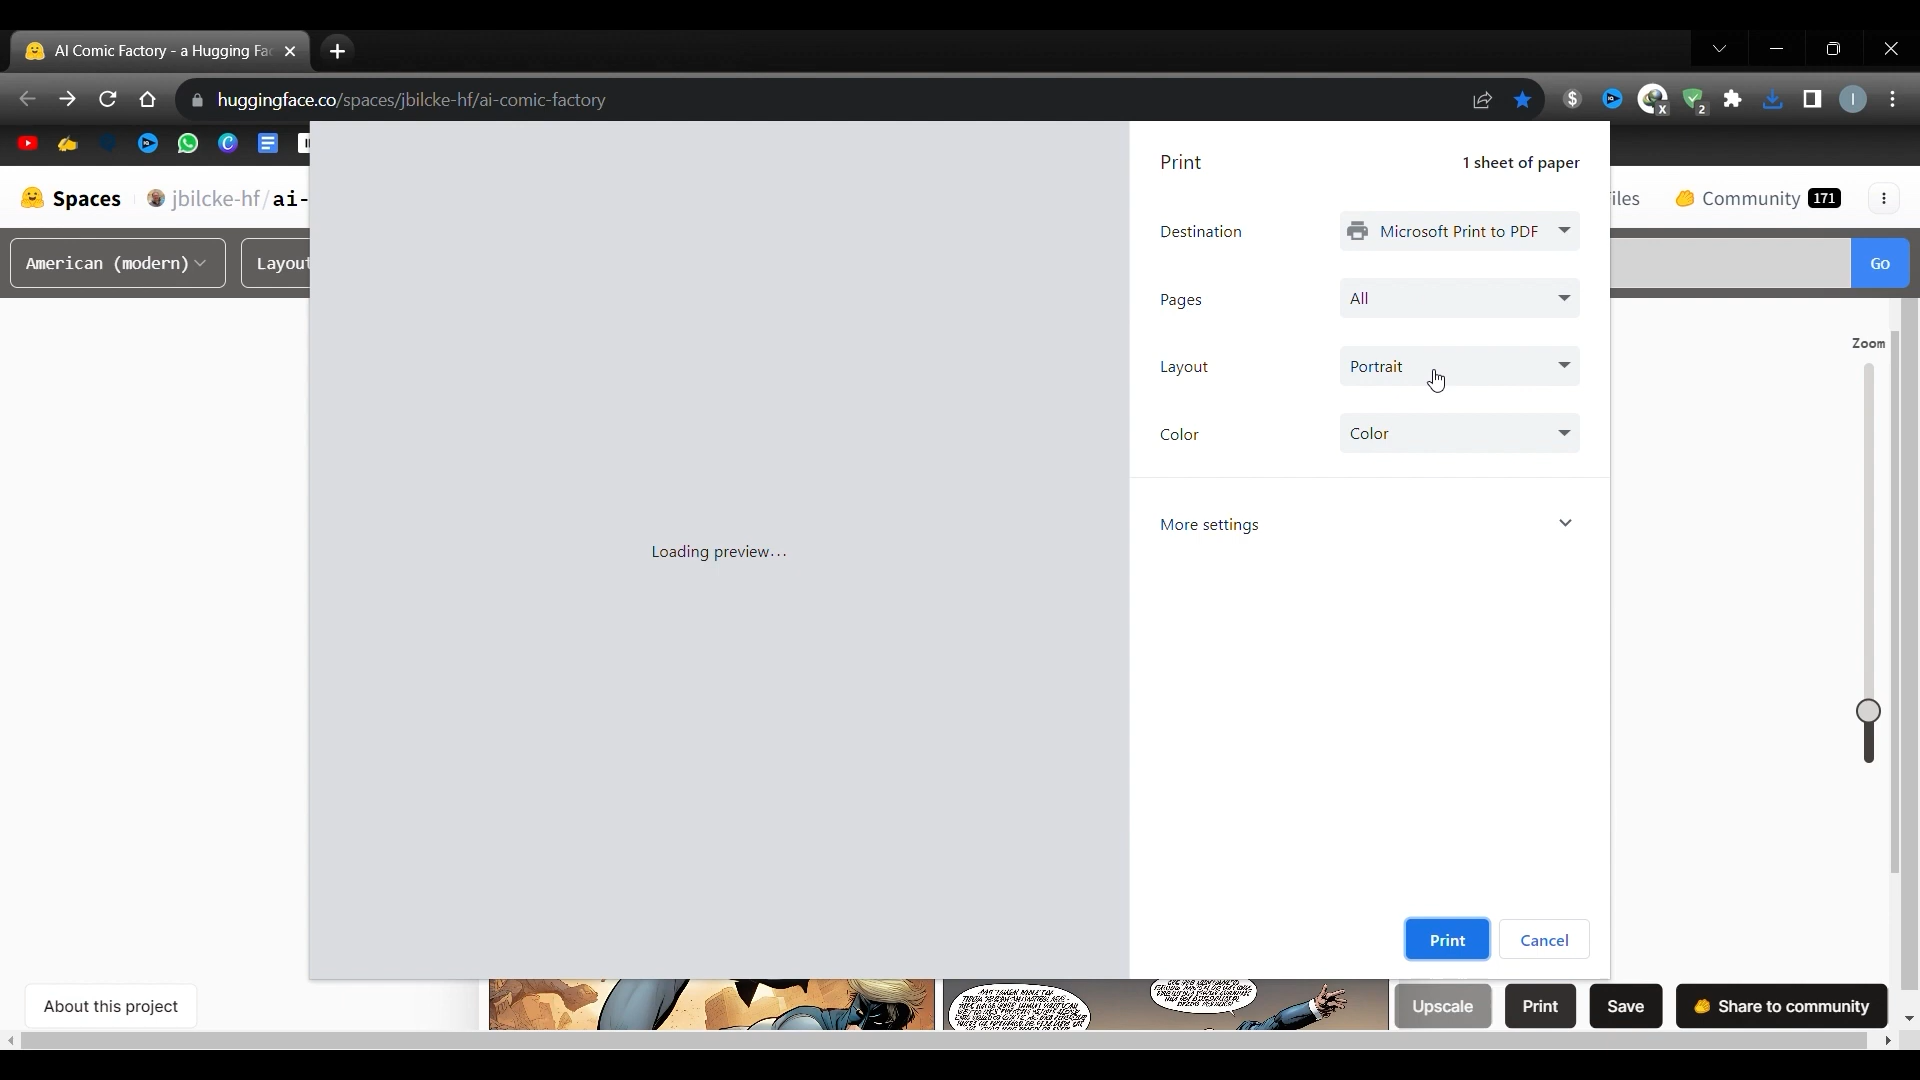 AI Comic Factory - a Hugging Fa
huggingface.co/spaces/jbilcke-hf/ai-comic-factory
X
2
I
Spaces
jbilcke-hf/ai-
iles
Community 171
American (modern)
Layout
Go
Print
1 sheet of paper
Destination
Microsoft Print to PDF
Pages
All
Layout
Portrait
Color
Color
More settings
Loading preview...
Zoom
Print
Cancel
About this project
Upscale
Print
Save
Share to community